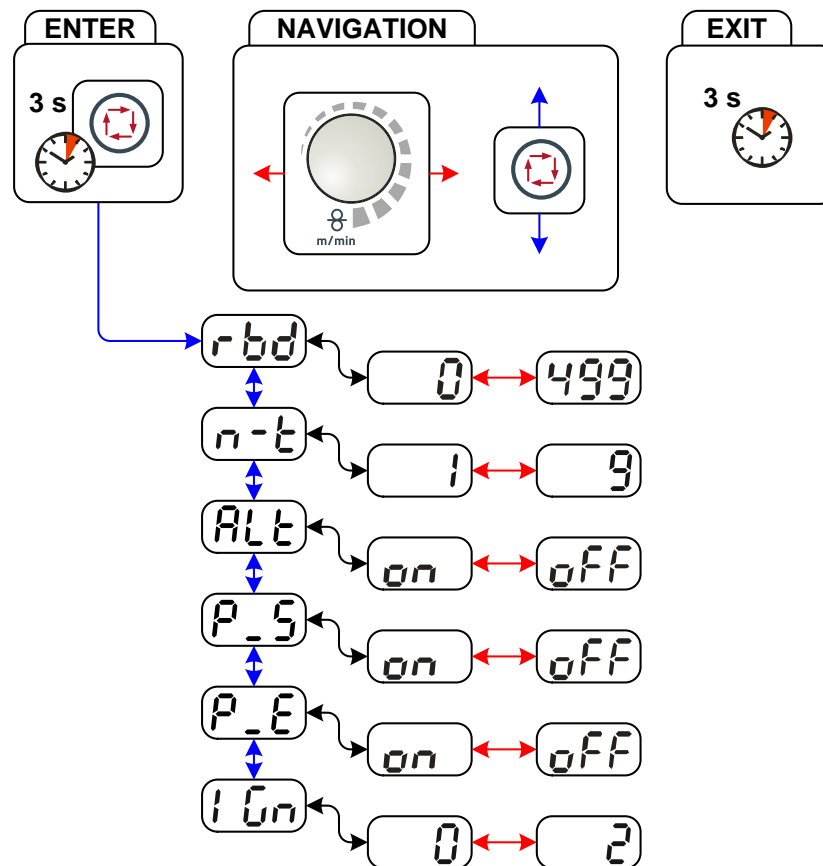 ENTER
NAVIGATION
EXIT
3 s
3 s
m/min
rbd
0
499
n-t
1
9
ALt
on
oFF
P_S
on
oFF
P_E
on
oFF
IGn
0
2